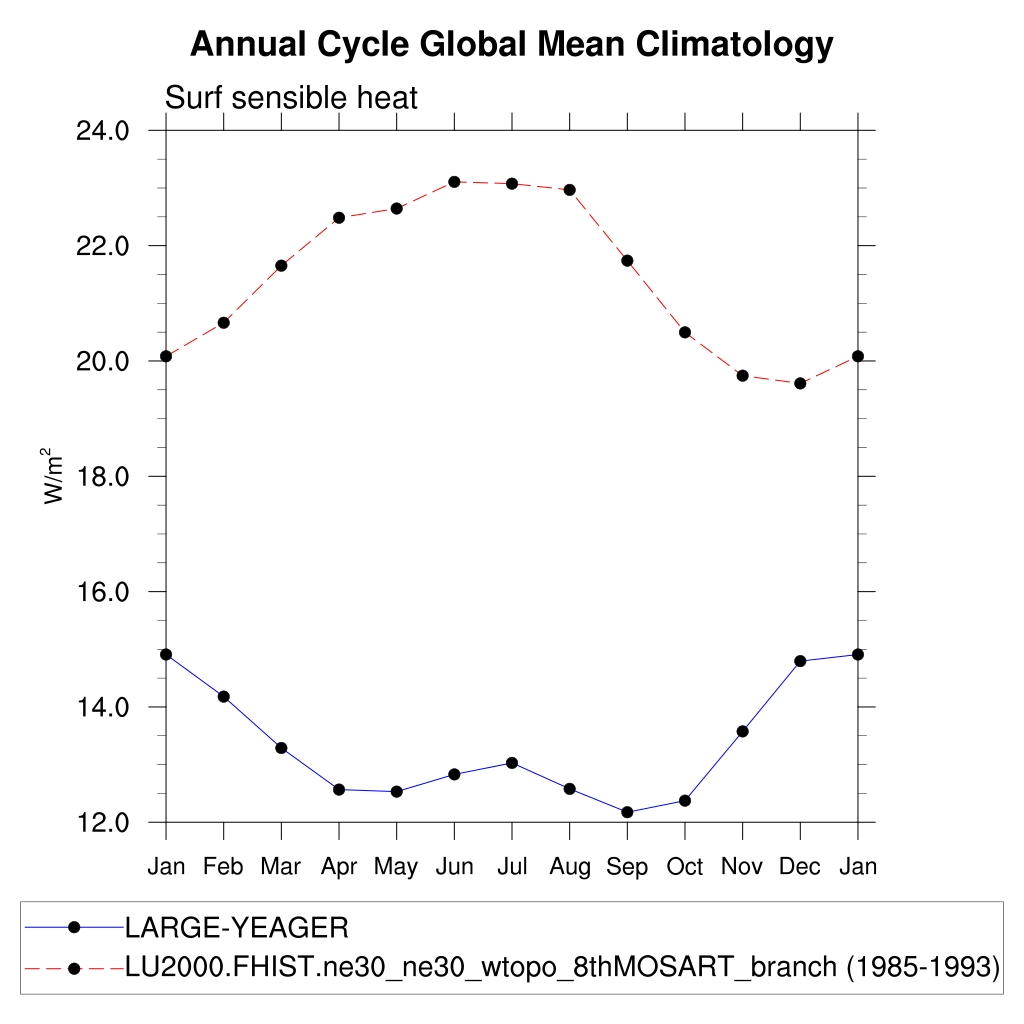 Annual Cycle Global Mean Climatology
Surf sensible heat
24.0
22.0
20.0
18.0
16.0
14.0
12.0
W/m²
Jan Feb Mar Apr May Jun Jul Aug Sep Oct Nov Dec Jan
LARGE-YEAGER
LU2000.FHIST.ne30_ne30_wtopo_8thMOSART_branch (1985-1993)